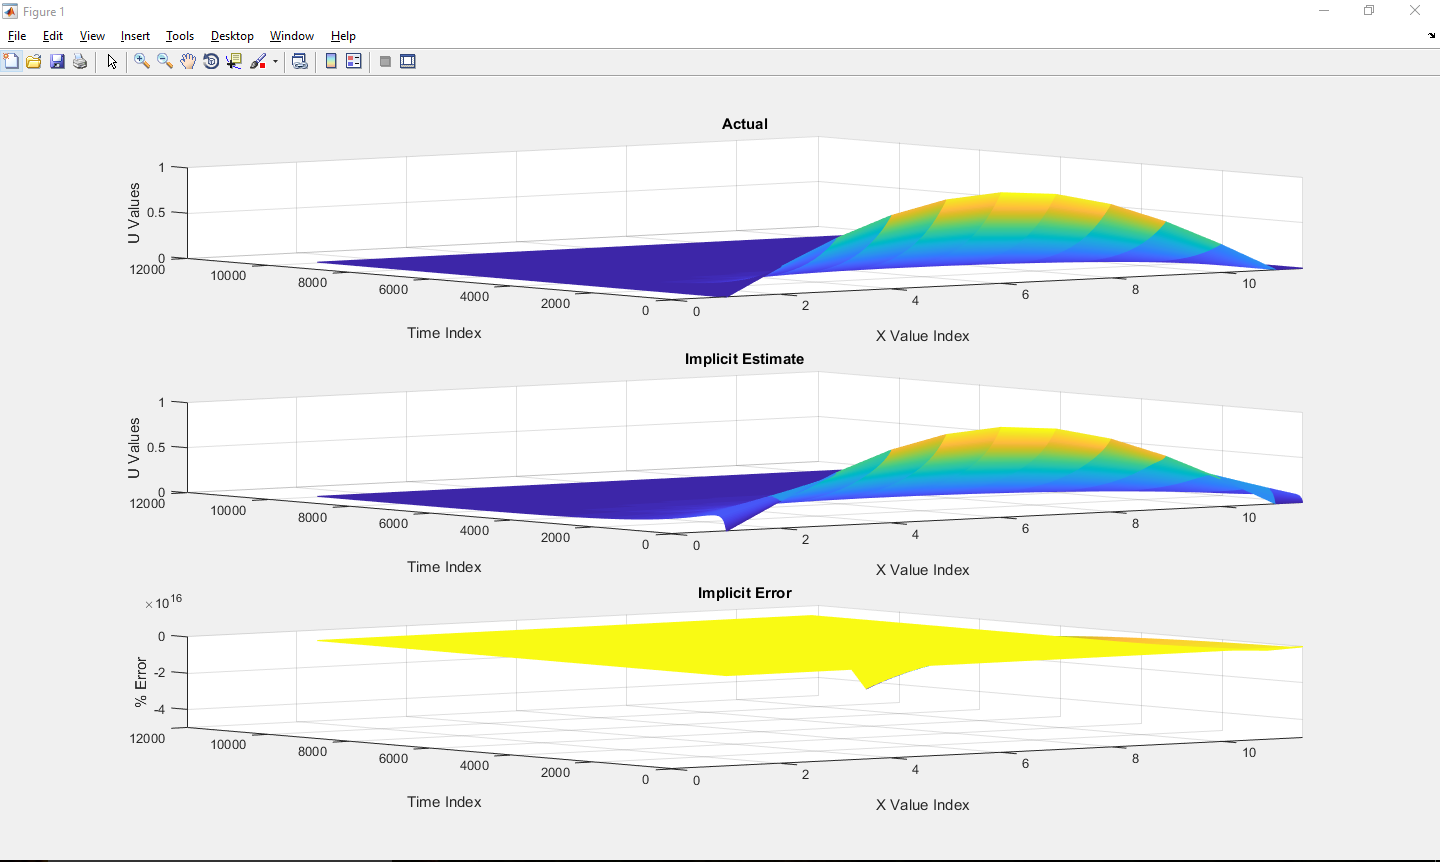 Figure 1
File Edit View Insert Tools Desktop Window Help
Actual
U Values
1
0.5
0
12000 10000 8000 6000 4000 2000 0
Time Index
0 2 4 6 8 10
X Value Index
Implicit Estimate
U Values
1
0.5
0
12000 10000 8000 6000 4000 2000 0
Time Index
0 2 4 6 8 10
X Value Index
Implicit Error
×10^16
% Error
0
-2
-4
12000 10000 8000 6000 4000 2000 0
Time Index
0 2 4 6 8 10
X Value Index